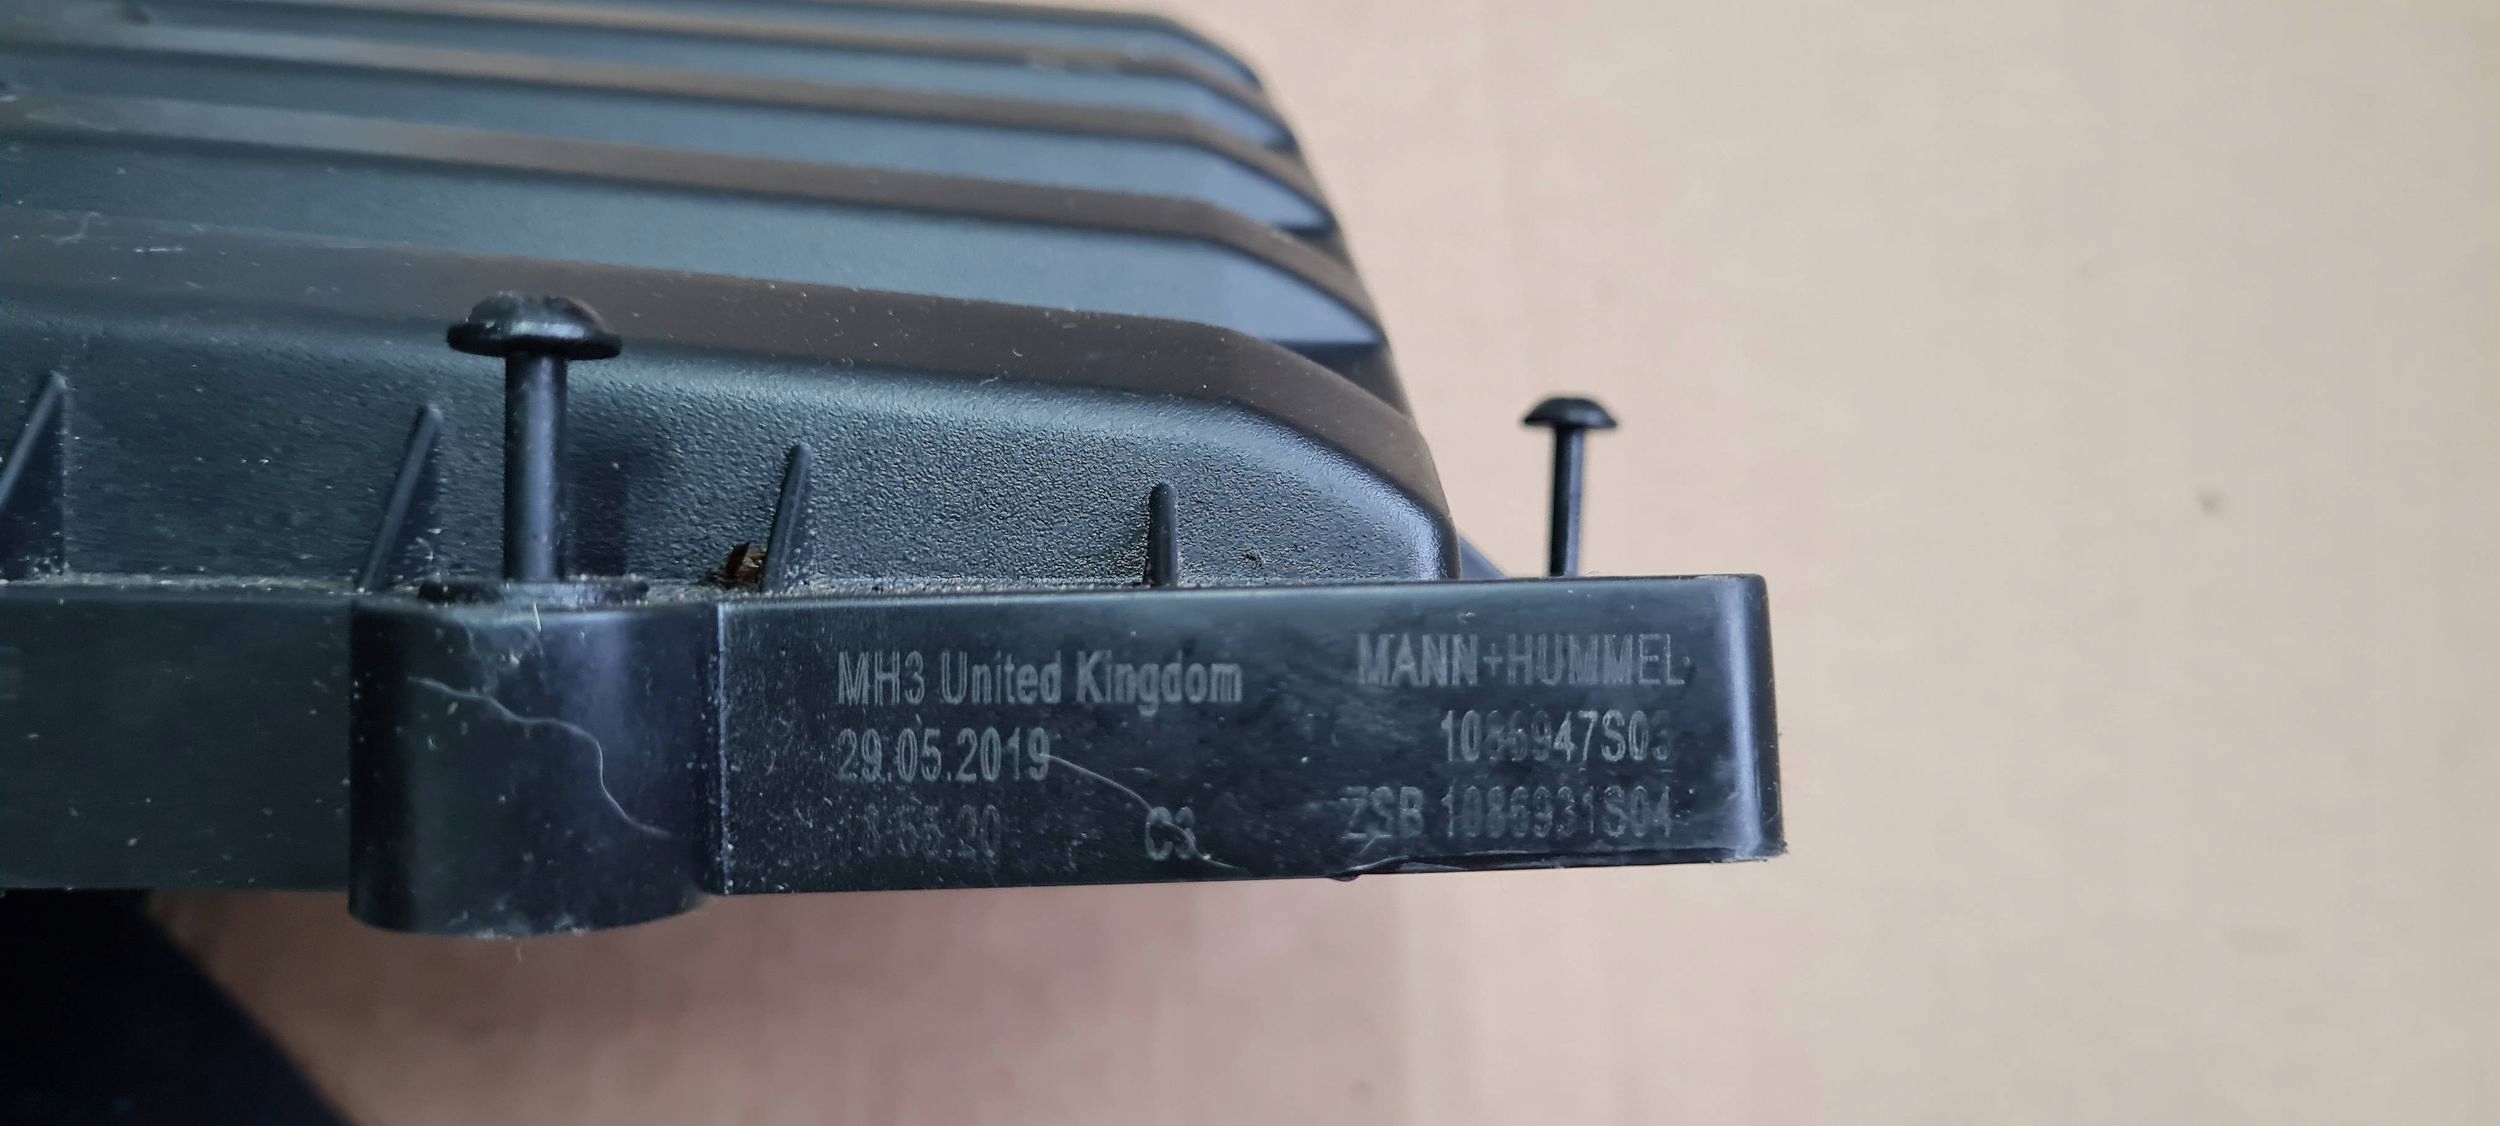 MH3 United Kingdom
29.05.2019
C3
MANN+HUMMEL
1086947S03
ZSB 1086931S04